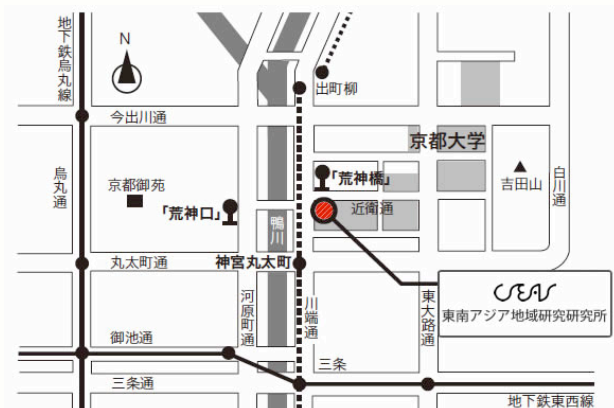 地下鉄烏丸線
N
出町柳
今出川通
京都大学
烏丸通
京都御苑
「荒神橋」
吉田山
白川通
「荒神口」
近衛通
鴨川
丸太町通
神宮丸太町
CSEAS
東南アジア地域研究研究所
河原町通
川端通
東大路通
御池通
三条
三条通
地下鉄東西線